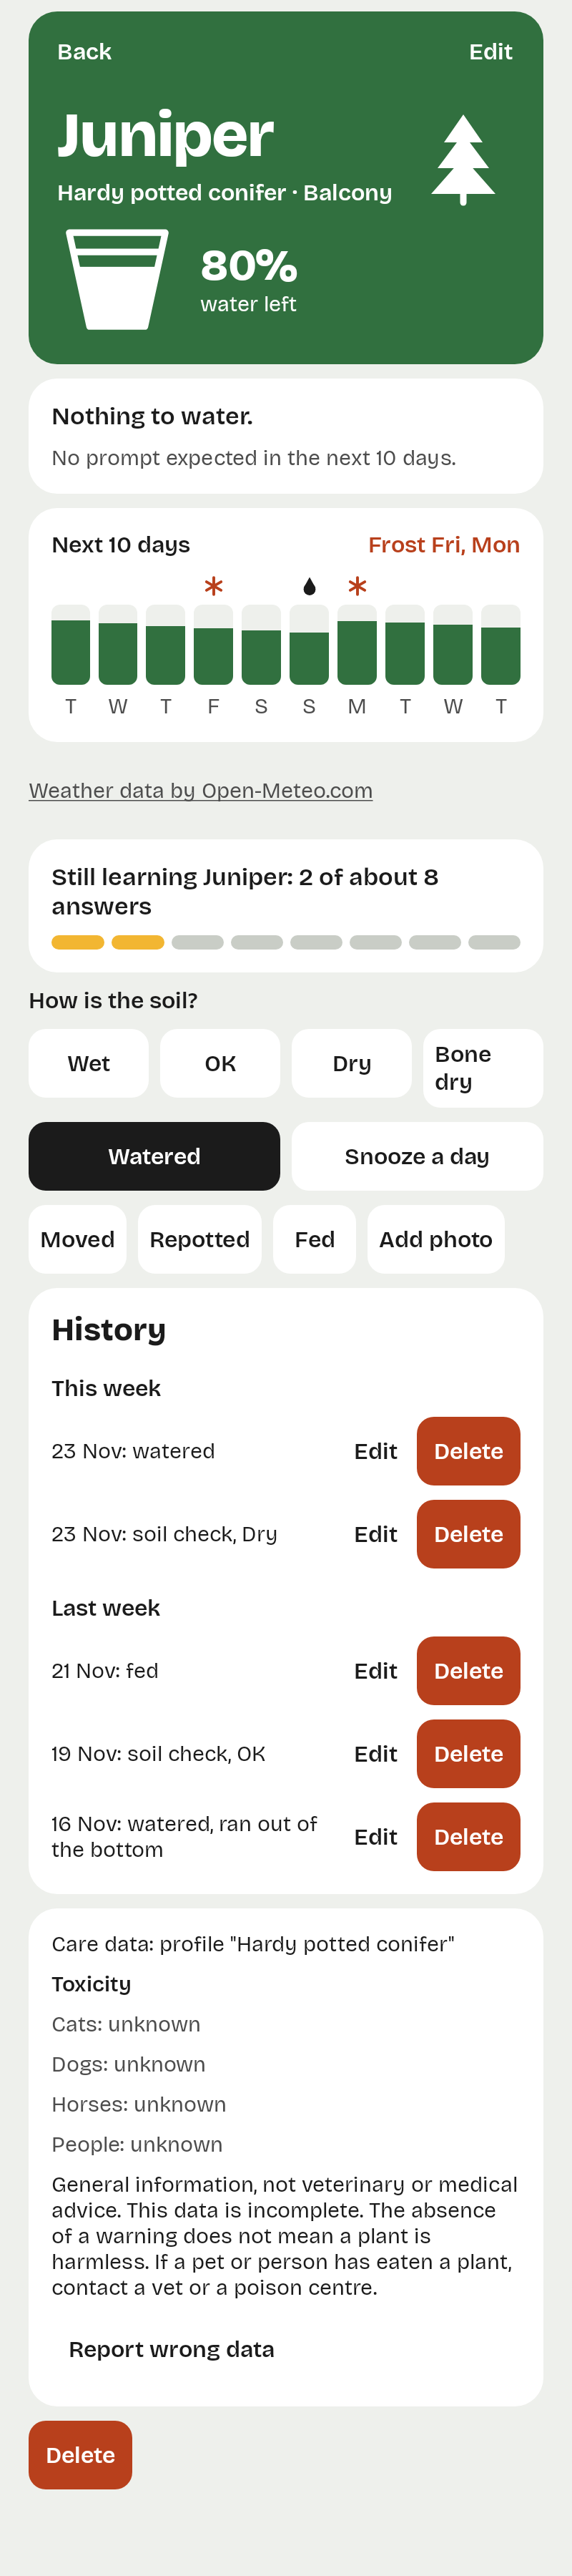 Back
Edit
Juniper
Hardy potted conifer · Balcony
80%
water left
Nothing to water.
No prompt expected in the next 10 days.
Next 10 days
Frost Fri, Mon
T W T F S S M T W T
Weather data by Open-Meteo.com
Still learning Juniper: 2 of about 8
answers
How is the soil?
Wet
OK
Dry
Bone
dry
Watered
Snooze a day
Moved
Repotted
Fed
Add photo
History
This week
23 Nov: watered
Edit
Delete
23 Nov: soil check, Dry
Edit
Delete
Last week
21 Nov: fed
Edit
Delete
19 Nov: soil check, OK
Edit
Delete
16 Nov: watered, ran out of
the bottom
Edit
Delete
Care data: profile "Hardy potted conifer"
Toxicity
Cats: unknown
Dogs: unknown
Horses: unknown
People: unknown
General information, not veterinary or medical
advice. This data is incomplete. The absence
of a warning does not mean a plant is
harmless. If a pet or person has eaten a plant,
contact a vet or a poison centre.
Report wrong data
Delete